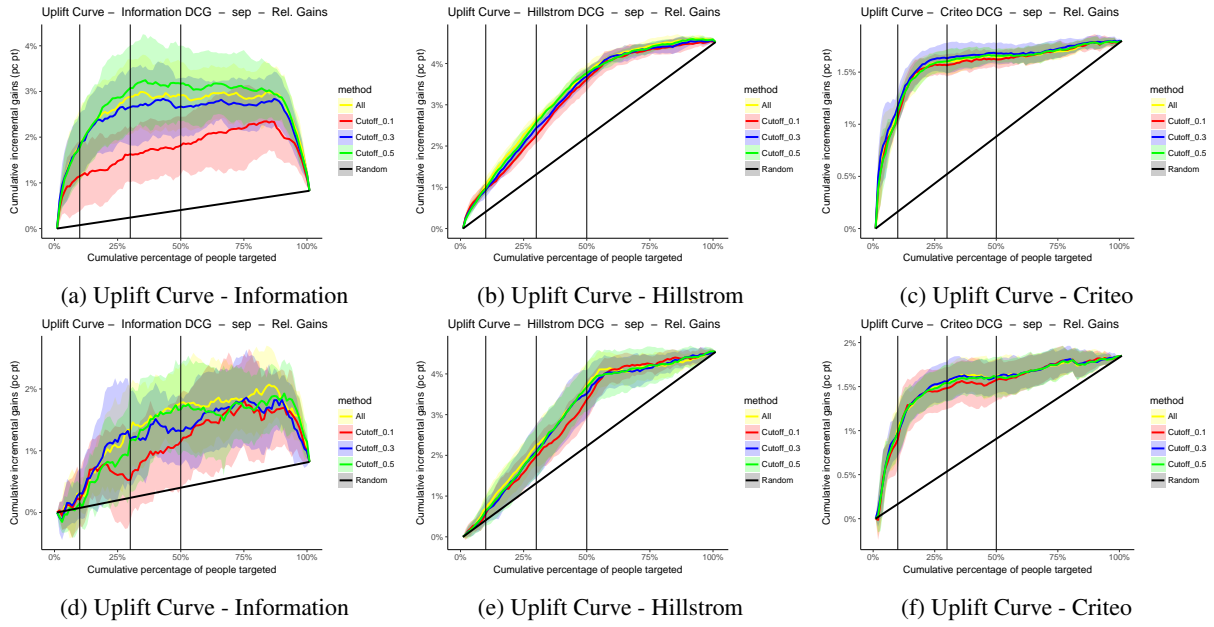 Uplift Curve – Information DCG – sep – Rel. Gains
Cumulative incremental gains (pc pt)
4%
3%
2%
1%
0%
0% 25% 50% 75% 100%
Cumulative percentage of people targeted
method
All
Cutoff_0.1
Cutoff_0.3
Cutoff_0.5
Random
(a) Uplift Curve - Information
Uplift Curve – Hillstrom DCG – sep – Rel. Gains
Cumulative incremental gains (pc pt)
4%
3%
2%
1%
0%
0% 25% 50% 75% 100%
Cumulative percentage of people targeted
method
All
Cutoff_0.1
Cutoff_0.3
Cutoff_0.5
Random
(b) Uplift Curve - Hillstrom
Uplift Curve – Criteo DCG – sep – Rel. Gains
Cumulative incremental gains (pc pt)
1.5%
1%
0.5%
0%
0% 25% 50% 75% 100%
Cumulative percentage of people targeted
method
All
Cutoff_0.1
Cutoff_0.3
Cutoff_0.5
Random
(c) Uplift Curve - Criteo
Uplift Curve – Information DCG – sep – Rel. Gains
Cumulative incremental gains (pc pt)
2%
1%
0%
0% 25% 50% 75% 100%
Cumulative percentage of people targeted
method
All
Cutoff_0.1
Cutoff_0.3
Cutoff_0.5
Random
(d) Uplift Curve - Information
Uplift Curve – Hillstrom DCG – sep – Rel. Gains
Cumulative incremental gains (pc pt)
4%
3%
2%
1%
0%
0% 25% 50% 75% 100%
Cumulative percentage of people targeted
method
All
Cutoff_0.1
Cutoff_0.3
Cutoff_0.5
Random
(e) Uplift Curve - Hillstrom
Uplift Curve – Criteo DCG – sep – Rel. Gains
Cumulative incremental gains (pc pt)
2%
1.5%
1%
0.5%
0%
0% 25% 50% 75% 100%
Cumulative percentage of people targeted
method
All
Cutoff_0.1
Cutoff_0.3
Cutoff_0.5
Random
(f) Uplift Curve - Criteo